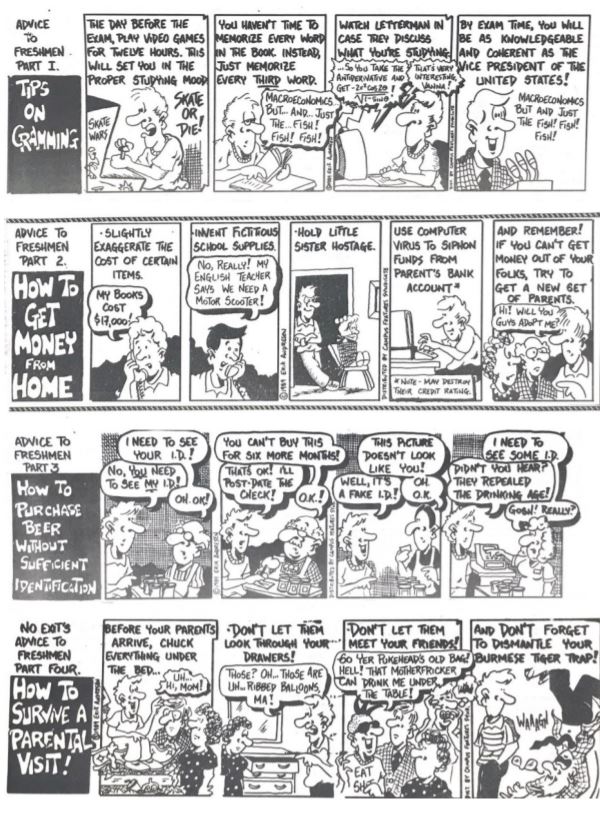 ADVICE
TO
FRESHMEN
PART I.
TIPS
ON
CRAMMING
THE DAY BEFORE THE
EXAM, PLAY VIDEO GAMES
FOR TWELVE HOURS. THIS
WILL SET YOU IN THE
PROPER STUDYING MOOD
SKATE
WARS
SKATE
OR
DIE!
YOU HAVEN'T TIME TO
MEMORIZE EVERY WORD
IN THE BOOK. INSTEAD,
JUST MEMORIZE
EVERY THIRD WORD.
MACROECONOMICS
BUT... AND... JUST
THE... FISH!
FISH! FISH!
WATCH LETTERMAN IN
CASE THEY DISCUSS
WHAT YOU'RE STUDYING
...SO YOU TAKE THE
ANTIDERIVATIVE AND
GET
THAT'S VERY
INTERESTING,
VANNA!
BY EXAM TIME, YOU WILL
BE AS KNOWLEDGEABLE
AND COHERENT AS THE
VICE PRESIDENT OF THE
UNITED STATES!
MACROECONOMICS
BUT AND JUST
THE FISH! FISH!
FISH!
ADVICE TO
FRESHMEN
PART 2.
HOW TO
GET
MONEY
FROM
HOME
·SLIGHTLY
EXAGGERATE THE
COST OF CERTAIN
ITEMS.
MY BOOKS
COST
$17,000!
·INVENT FICTITIOUS
SCHOOL SUPPLIES.
NO, REALLY! MY
ENGLISH TEACHER
SAYS WE NEED A
MOTOR SCOOTER!
©1989 ERIK ANDRESEN
·HOLD LITTLE
SISTER HOSTAGE.
DISTRIBUTED BY CAMPUS FEATURES SYNDICATE
USE COMPUTER
VIRUS TO SIPHON
FUNDS FROM
PARENT'S BANK
ACCOUNT*
*NOTE - MAY DESTROY
THEIR CREDIT RATING.
AND REMEMBER!
IF YOU CAN'T GET
MONEY OUT OF YOUR
FOLKS, TRY TO
GET A NEW SET
OF PARENTS.
HI! WILL YOU
GUYS ADOPT ME?
ADVICE TO
FRESHMEN
PART 3
HOW TO
PURCHASE
BEER
WITHOUT
SUFFICIENT
IDENTIFICATION
I NEED TO SEE
YOUR I.D.!
NO, YOU NEED
TO SEE MY I.D.!
OH. OK!
YOU CAN'T BUY THIS
FOR SIX MORE MONTHS!
THAT'S OK! I'LL
POST-DATE THE
CHECK!
O.K.!
THIS PICTURE
DOESN'T LOOK
LIKE YOU!
WELL, IT'S
A FAKE I.D.!
OH.
O.K.
I NEED TO
SEE SOME I.D.
DIDN'T YOU HEAR?
THEY REPEALED
THE DRINKING AGE!
GOSH! REALLY?
NO EXIT'S
ADVICE TO
FRESHMEN
PART FOUR.
HOW TO
SURVIVE A
PARENTAL
VISIT!
BEFORE YOUR PARENTS
ARRIVE, CHUCK
EVERYTHING UNDER
THE BED...
UH...
HI, MOM!
·DON'T LET THEM
LOOK THROUGH YOUR
DRAWERS!
THOSE? OH... THOSE ARE
UH... RIBBED BALLOONS,
MA!
·DON'T LET THEM
MEET YOUR FRIENDS!
SO YER PUKEHEAD'S OLD BAG!
HELL! THAT MOTHERFRICKER
CAN DRINK ME UNDER
THE TABLE!
EAT
AND DON'T FORGET
TO DISMANTLE YOUR
BURMESE TIGER TRAP!
WAAAGH